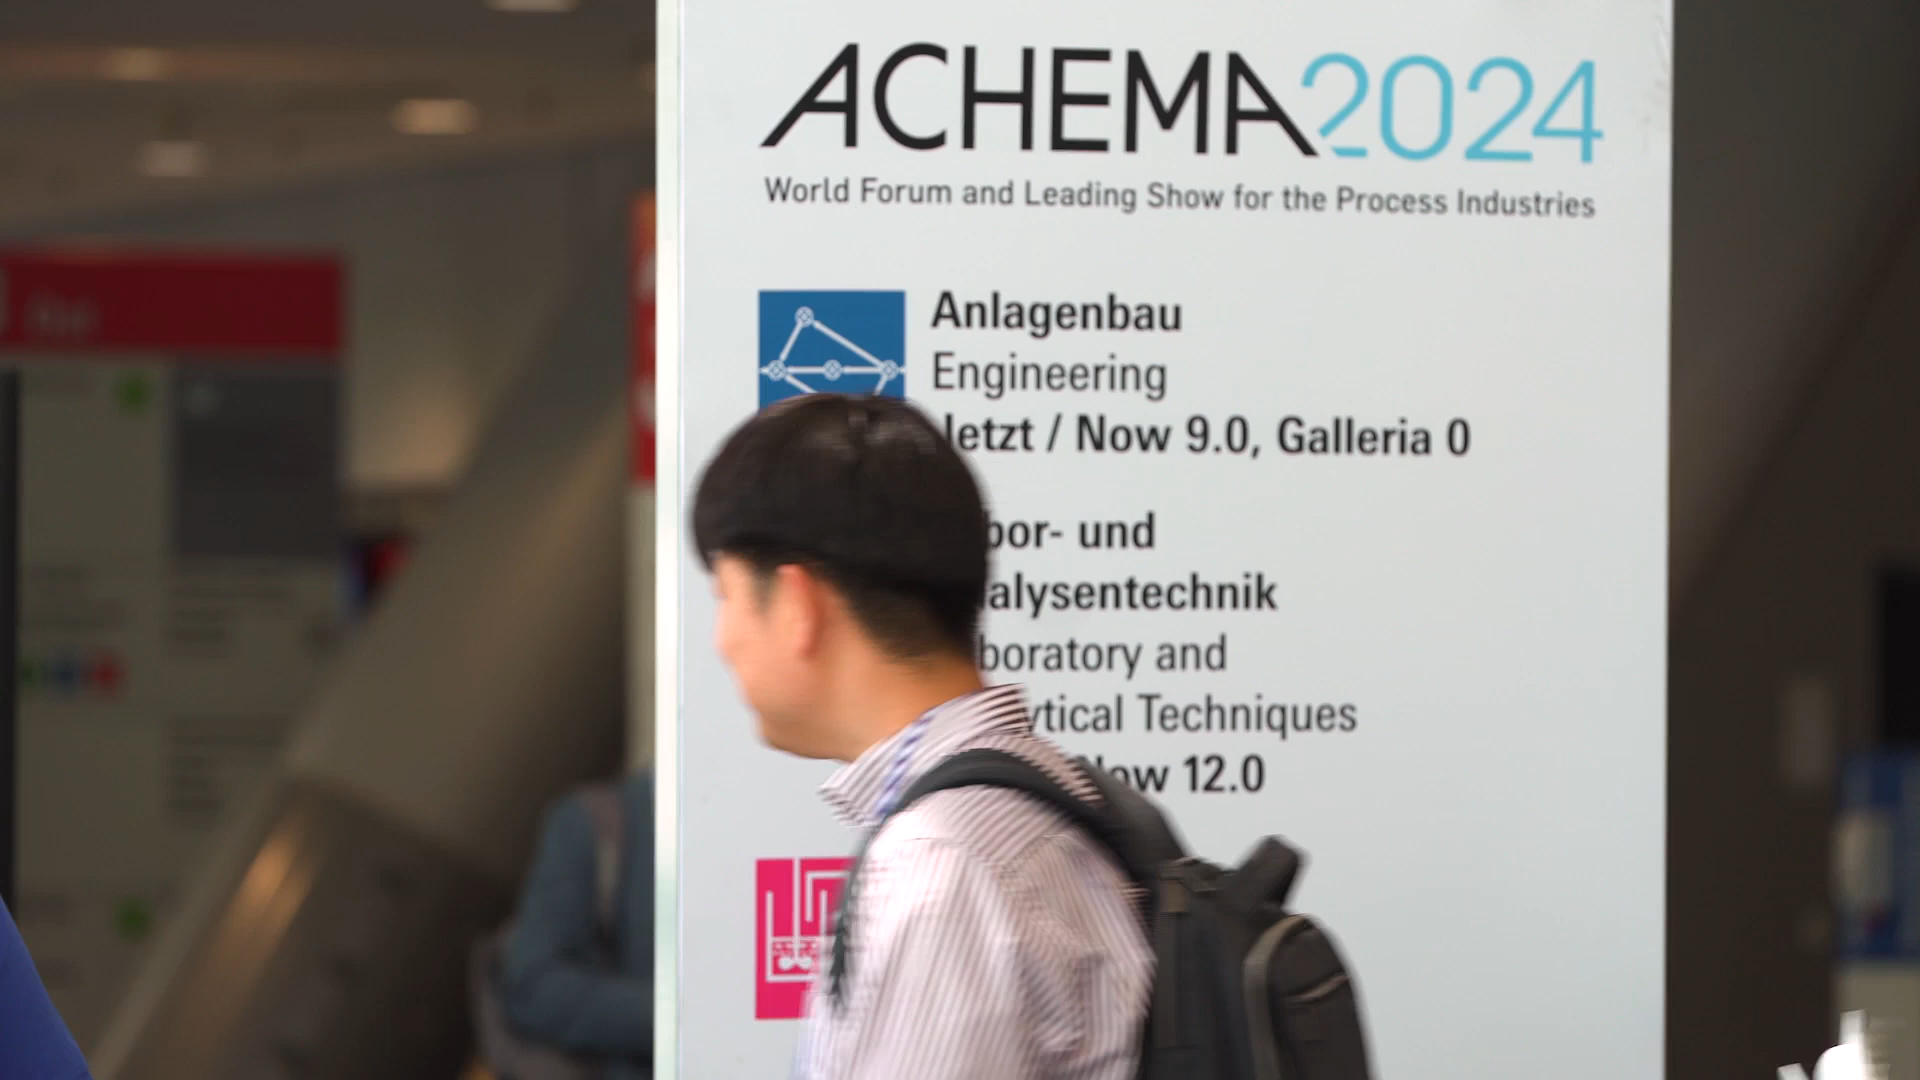 ACHEMA2024
World Forum and Leading Show for the Process Industries
Anlagenbau
Engineering
Jetzt / Now 9.0, Galleria 0
bor- und
alysentechnik
boratory and
ytical Techniques
Now 12.0